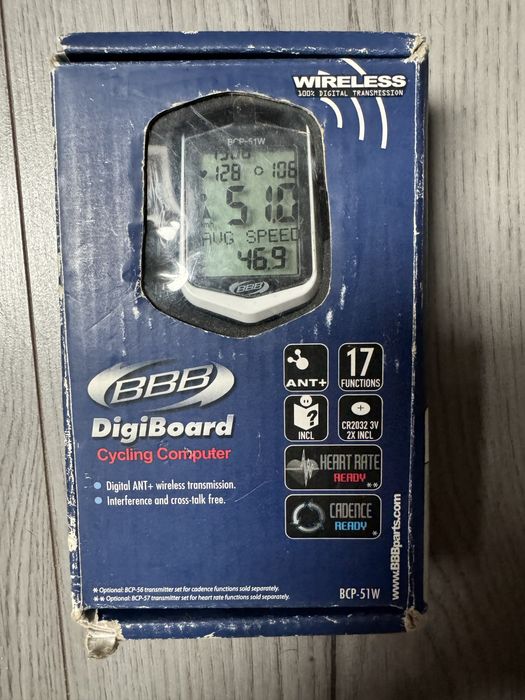 WIRELESS
100% DIGITAL TRANSMISSION
BCP-51W
128 106
51.0
AVG SPEED
46.9
BBB
BBB
DigiBoard
Cycling Computer
• Digital ANT+ wireless transmission.
• Interference and cross-talk free.
ANT+
17
FUNCTIONS
?
INCL
+
CR2032 3V
2X INCL
HEART RATE
READY
**
CADENCE
READY
*
www.BBBparts.com
* Optional: BCP-56 transmitter set for cadence functions sold separately.
** Optional: BCP-57 transmitter set for heart rate functions sold separately.
BCP-51W